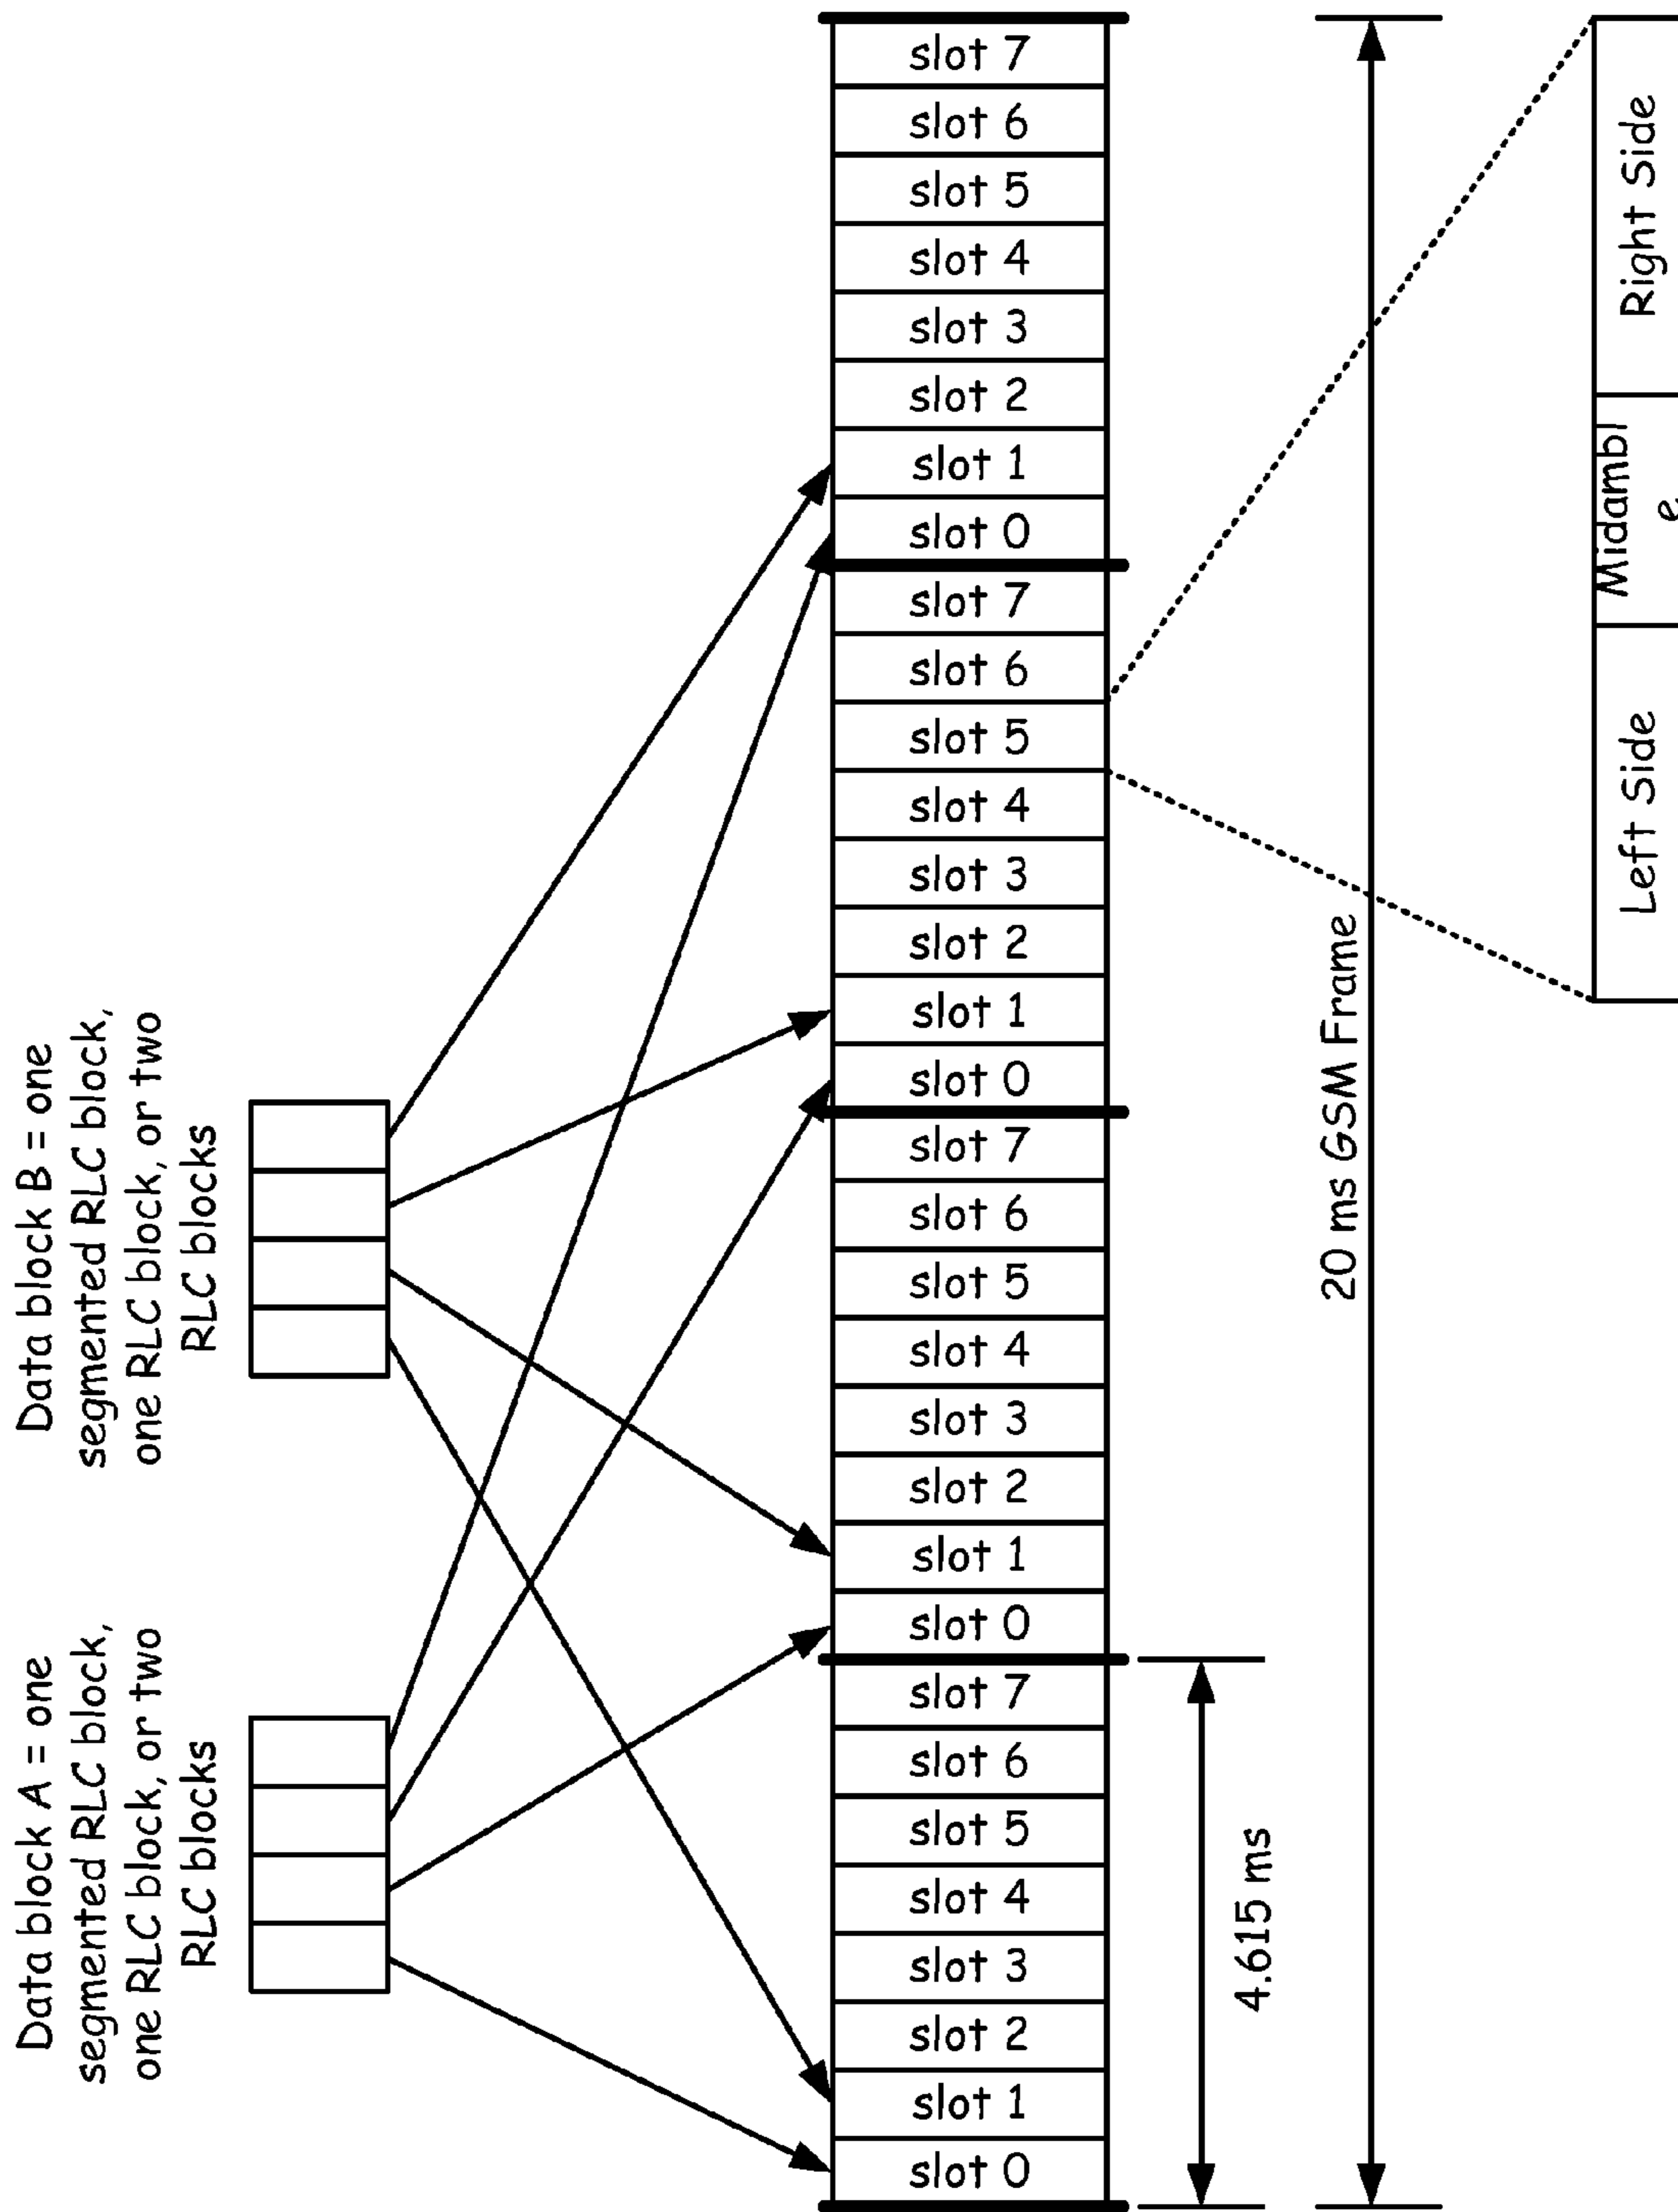 Data block A = one
segmented RLC block,
one RLC block, or two
RLC blocks
Data block B = one
segmented RLC block,
one RLC block, or two
RLC blocks
slot 0
slot 1
slot 2
slot 3
slot 4
slot 5
slot 6
slot 7
slot 0
slot 1
slot 2
slot 3
slot 4
slot 5
slot 6
slot 7
slot 0
slot 1
slot 2
slot 3
slot 4
slot 5
slot 6
slot 7
slot 0
slot 1
slot 2
slot 3
slot 4
slot 5
slot 6
slot 7
4.615 ms
20 ms GSM Frame
Left Side
Midambl
e
Right Side